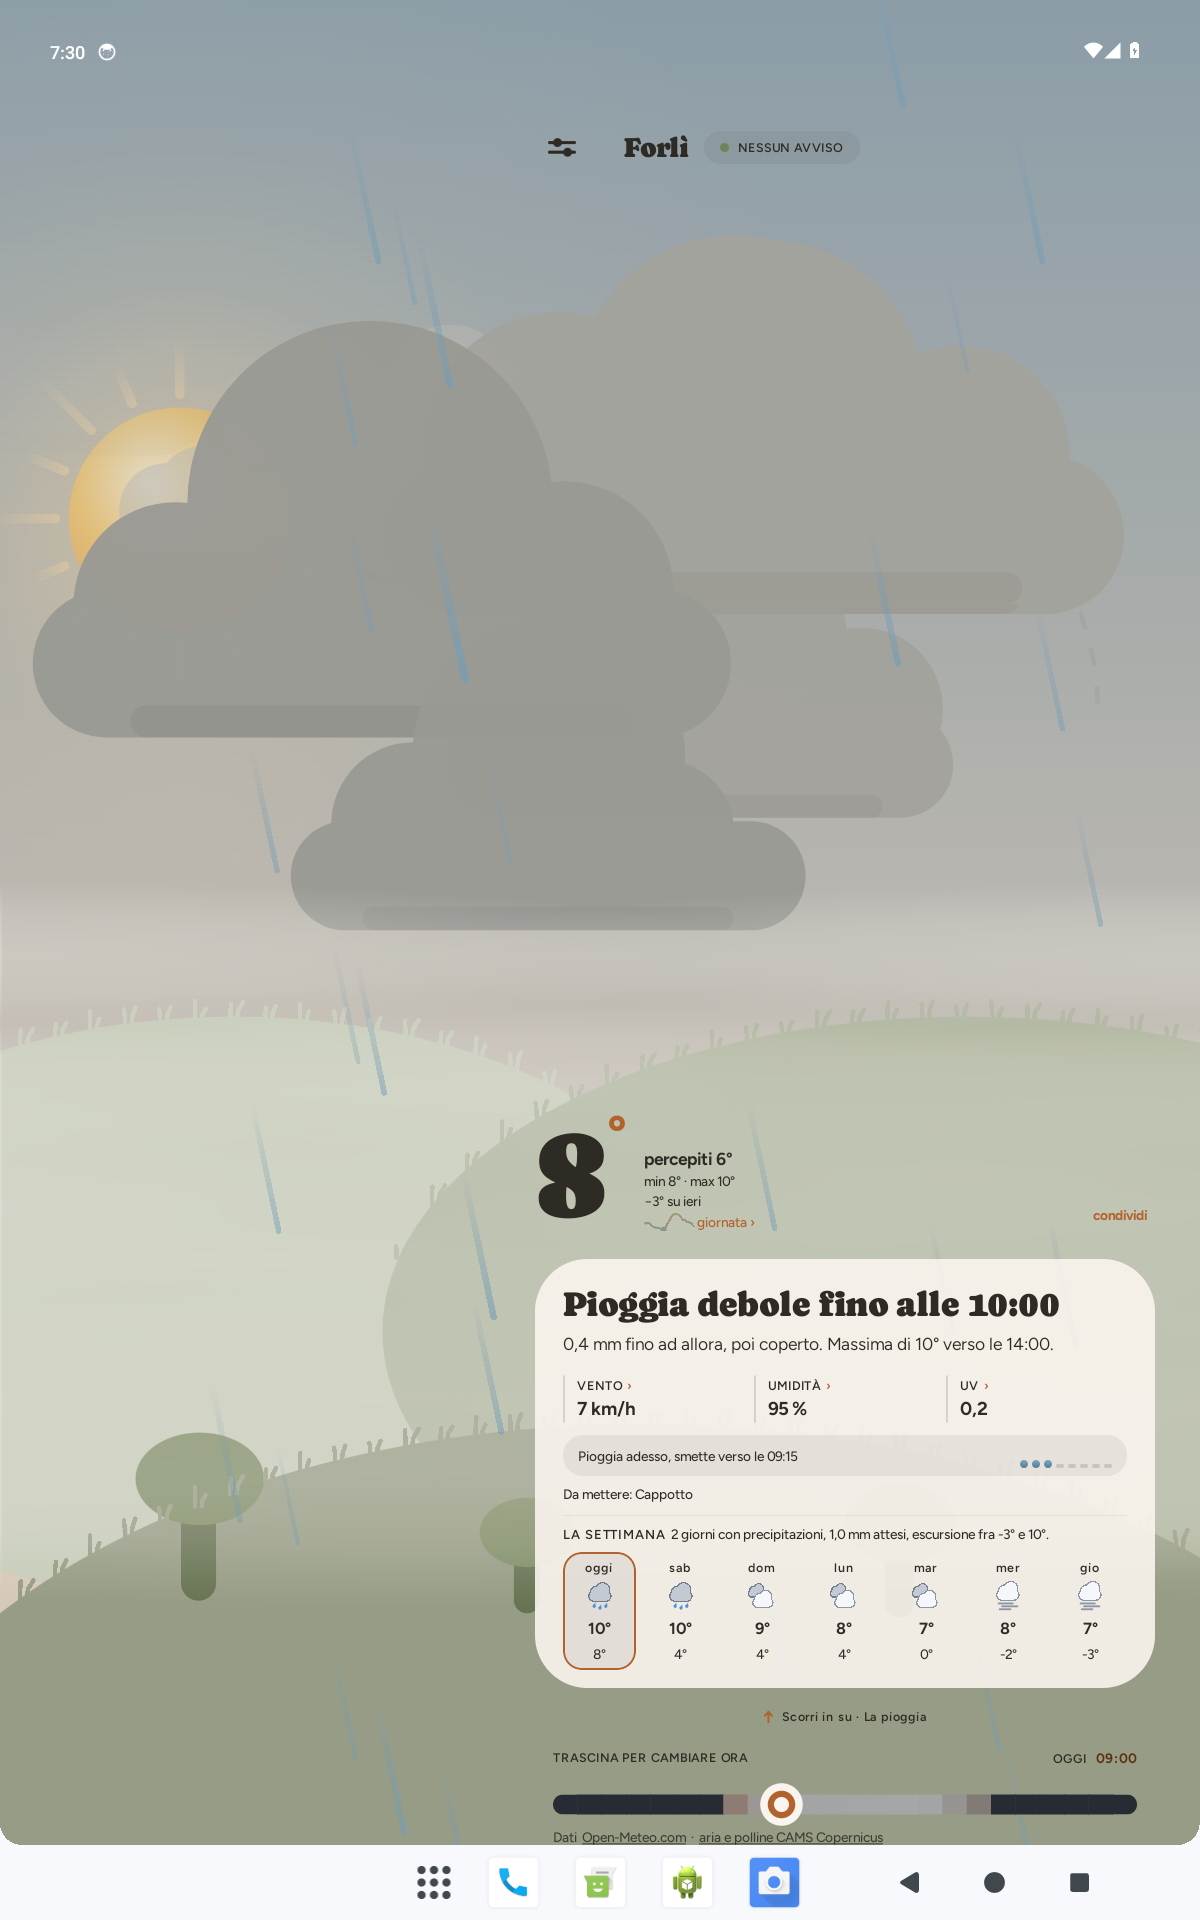 7:30
Forlì
NESSUN AVVISO
8°
percepiti 6°
min 8° · max 10°
−3° su ieri
giornata ›
condividi
Pioggia debole fino alle 10:00
0,4 mm fino ad allora, poi coperto. Massima di 10° verso le 14:00.
VENTO › UMIDITÀ › UV ›
7 km/h 95 % 0,2
Pioggia adesso, smette verso le 09:15
Da mettere: Cappotto
LA SETTIMANA 2 giorni con precipitazioni, 1,0 mm attesi, escursione fra -3° e 10°.
oggi sab dom lun mar mer gio
10° 10° 9° 8° 7° 8° 7°
8° 4° 4° 4° 0° -2° -3°
Scorri in su · La pioggia
TRASCINA PER CAMBIARE ORA OGGI 09:00
Dati Open-Meteo.com · aria e polline CAMS Copernicus